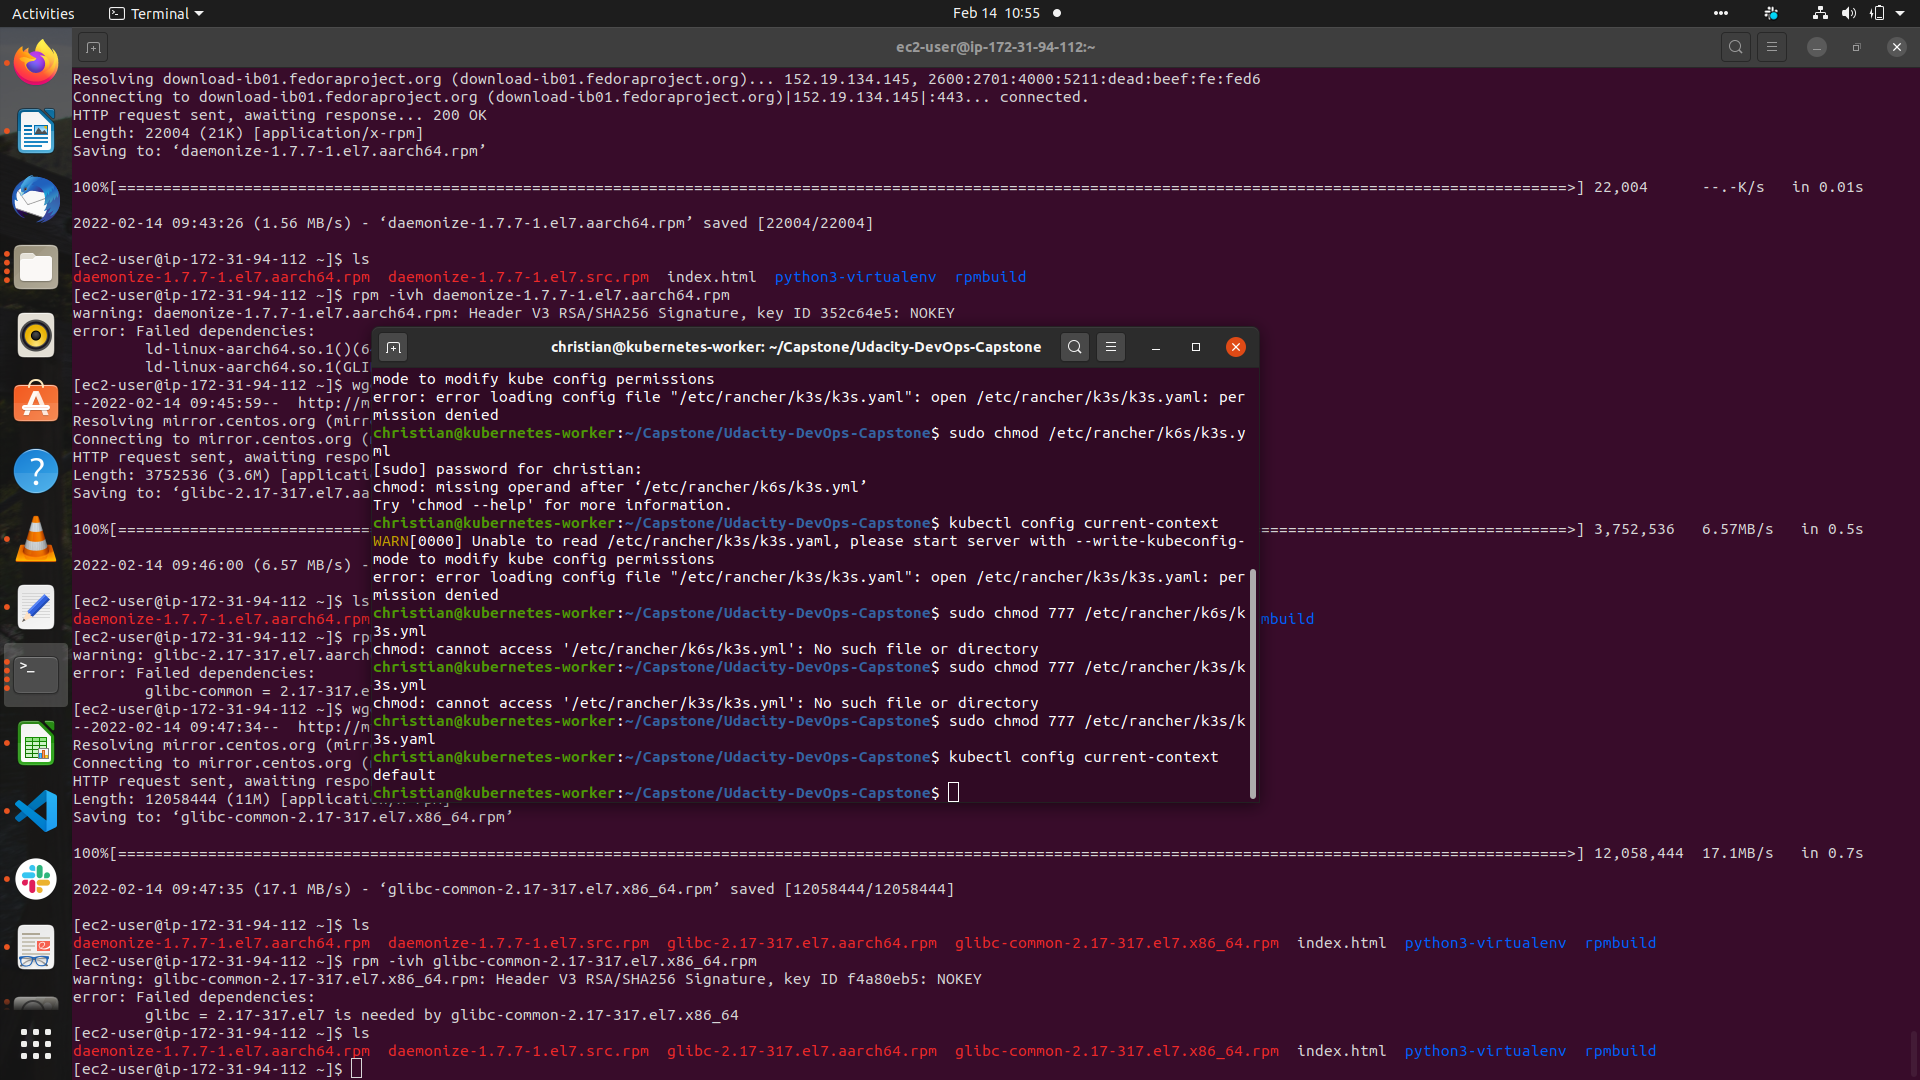 Activities
Terminal
Feb 14 10:55
ec2-user@ip-172-31-94-112:~
Resolving download-ib01.fedoraproject.org (download-ib01.fedoraproject.org)... 152.19.134.145, 2600:2701:4000:5211:dead:beef:fe:fed6
Connecting to download-ib01.fedoraproject.org (download-ib01.fedoraproject.org)|152.19.134.145|:443... connected.
HTTP request sent, awaiting response... 200 OK
Length: 22004 (21K) [application/x-rpm]
Saving to: ‘daemonize-1.7.7-1.el7.aarch64.rpm’
100%[==================================================>] 22,004 --.-K/s in 0.01s
2022-02-14 09:43:26 (1.56 MB/s) - ‘daemonize-1.7.7-1.el7.aarch64.rpm’ saved [22004/22004]
[ec2-user@ip-172-31-94-112 ~]$ ls
daemonize-1.7.7-1.el7.aarch64.rpm daemonize-1.7.7-1.el7.src.rpm index.html python3-virtualenv rpmbuild
[ec2-user@ip-172-31-94-112 ~]$ rpm -ivh daemonize-1.7.7-1.el7.aarch64.rpm
warning: daemonize-1.7.7-1.el7.aarch64.rpm: Header V3 RSA/SHA256 Signature, key ID 352c64e5: NOKEY
error: Failed dependencies:
ld-linux-aarch64.so.1()(6
ld-linux-aarch64.so.1(GLI
[ec2-user@ip-172-31-94-112 ~]$ wg
--2022-02-14 09:45:59-- http://m
Resolving mirror.centos.org (mirr
Connecting to mirror.centos.org (
HTTP request sent, awaiting respo
Length: 3752536 (3.6M) [applicati
Saving to: ‘glibc-2.17-317.el7.aa
100%[==================================================>] 3,752,536 6.57MB/s in 0.5s
2022-02-14 09:46:00 (6.57 MB/s) -
[ec2-user@ip-172-31-94-112 ~]$ ls
daemonize-1.7.7-1.el7.aarch64.rpm mbuild
[ec2-user@ip-172-31-94-112 ~]$ rp
warning: glibc-2.17-317.el7.aarch
error: Failed dependencies:
glibc-common = 2.17-317.e
[ec2-user@ip-172-31-94-112 ~]$ wg
--2022-02-14 09:47:34-- http://m
Resolving mirror.centos.org (mirr
Connecting to mirror.centos.org (
HTTP request sent, awaiting respo
Length: 12058444 (11M) [applicati
Saving to: ‘glibc-common-2.17-317.el7.x86_64.rpm’
100%[==================================================>] 12,058,444 17.1MB/s in 0.7s
2022-02-14 09:47:35 (17.1 MB/s) - ‘glibc-common-2.17-317.el7.x86_64.rpm’ saved [12058444/12058444]
[ec2-user@ip-172-31-94-112 ~]$ ls
daemonize-1.7.7-1.el7.aarch64.rpm daemonize-1.7.7-1.el7.src.rpm glibc-2.17-317.el7.aarch64.rpm glibc-common-2.17-317.el7.x86_64.rpm index.html python3-virtualenv rpmbuild
[ec2-user@ip-172-31-94-112 ~]$ rpm -ivh glibc-common-2.17-317.el7.x86_64.rpm
warning: glibc-common-2.17-317.el7.x86_64.rpm: Header V3 RSA/SHA256 Signature, key ID f4a80eb5: NOKEY
error: Failed dependencies:
glibc = 2.17-317.el7 is needed by glibc-common-2.17-317.el7.x86_64
[ec2-user@ip-172-31-94-112 ~]$ ls
daemonize-1.7.7-1.el7.aarch64.rpm daemonize-1.7.7-1.el7.src.rpm glibc-2.17-317.el7.aarch64.rpm glibc-common-2.17-317.el7.x86_64.rpm index.html python3-virtualenv rpmbuild
[ec2-user@ip-172-31-94-112 ~]$
christian@kubernetes-worker: ~/Capstone/Udacity-DevOps-Capstone
mode to modify kube config permissions
error: error loading config file "/etc/rancher/k3s/k3s.yaml": open /etc/rancher/k3s/k3s.yaml: per
mission denied
christian@kubernetes-worker:~/Capstone/Udacity-DevOps-Capstone$ sudo chmod /etc/rancher/k6s/k3s.y
ml
[sudo] password for christian:
chmod: missing operand after ‘/etc/rancher/k6s/k3s.yml’
Try 'chmod --help' for more information.
christian@kubernetes-worker:~/Capstone/Udacity-DevOps-Capstone$ kubectl config current-context
WARN[0000] Unable to read /etc/rancher/k3s/k3s.yaml, please start server with --write-kubeconfig-
mode to modify kube config permissions
error: error loading config file "/etc/rancher/k3s/k3s.yaml": open /etc/rancher/k3s/k3s.yaml: per
mission denied
christian@kubernetes-worker:~/Capstone/Udacity-DevOps-Capstone$ sudo chmod 777 /etc/rancher/k6s/k
3s.yml
chmod: cannot access '/etc/rancher/k6s/k3s.yml': No such file or directory
christian@kubernetes-worker:~/Capstone/Udacity-DevOps-Capstone$ sudo chmod 777 /etc/rancher/k3s/k
3s.yml
chmod: cannot access '/etc/rancher/k3s/k3s.yml': No such file or directory
christian@kubernetes-worker:~/Capstone/Udacity-DevOps-Capstone$ sudo chmod 777 /etc/rancher/k3s/k
3s.yaml
christian@kubernetes-worker:~/Capstone/Udacity-DevOps-Capstone$ kubectl config current-context
default
christian@kubernetes-worker:~/Capstone/Udacity-DevOps-Capstone$